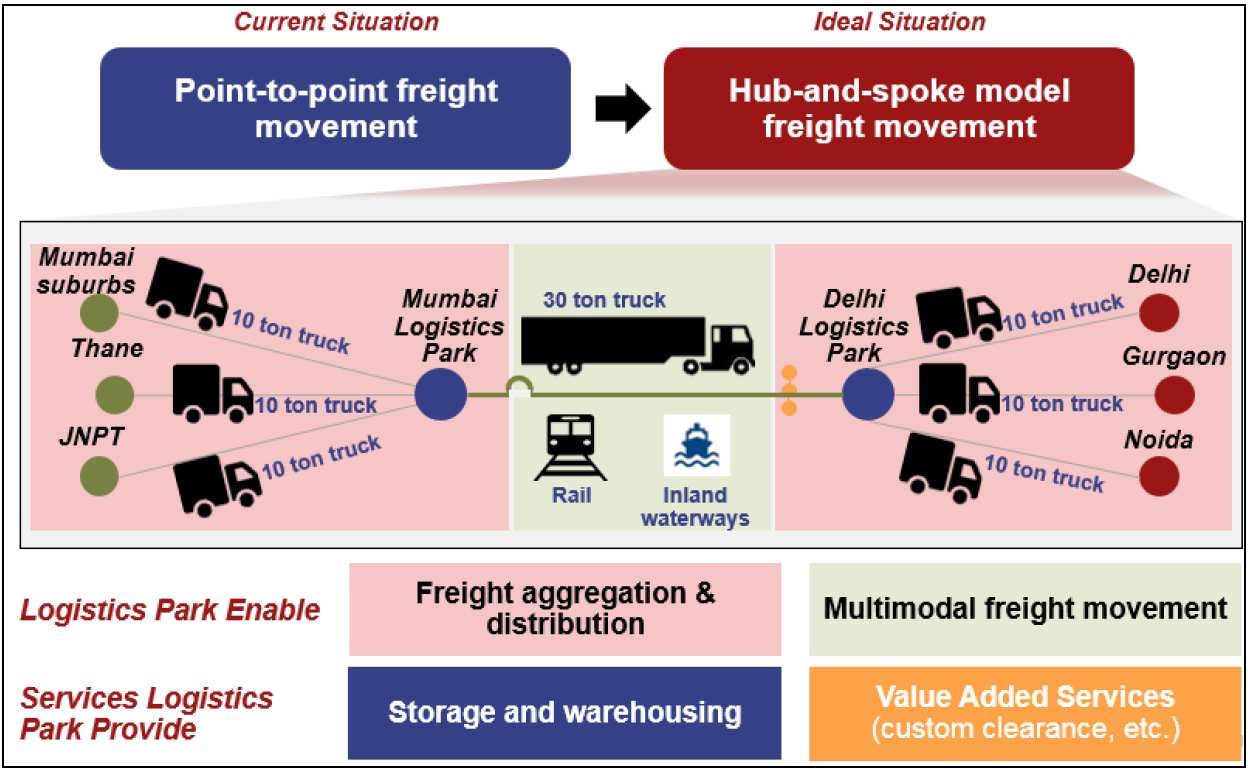 Current Situation
Ideal Situation
Point-to-point freight
movement
Hub-and-spoke model
freight movement
Mumbai
suburbs
10 ton truck
Thane
10 ton truck
JNPT
10 ton truck
Mumbai
Logistics
Park
30 ton truck
Rail
Inland
waterways
Delhi
Logistics
Park
10 ton truck
Delhi
10 ton truck
Gurgaon
10 ton truck
Noida
Logistics Park Enable
Freight aggregation &
distribution
Multimodal freight movement
Services Logistics
Park Provide
Storage and warehousing
Value Added Services
(custom clearance, etc.)